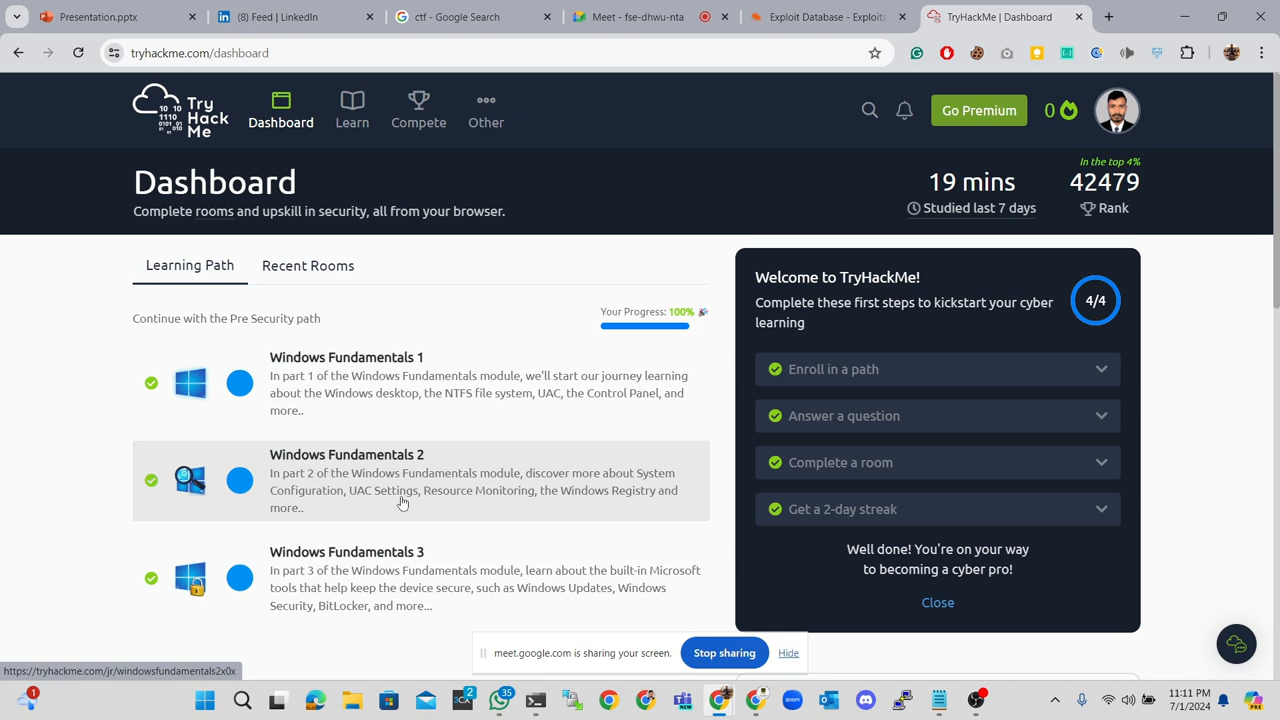 Presentation.pptx
(8) Feed | LinkedIn
ctf - Google Search
Meet - fse-dhwu-nta
Exploit Database - Exploits
TryHackMe | Dashboard
tryhackme.com/dashboard
Try
Hack
Me
Dashboard
Learn
Compete
Other
Go Premium
0
Dashboard
Complete rooms and upskill in security, all from your browser.
19 mins
Studied last 7 days
In the top 4%
42479
Rank
Learning Path
Recent Rooms
Continue with the Pre Security path
Your Progress: 100%
Windows Fundamentals 1
In part 1 of the Windows Fundamentals module, we'll start our journey learning
about the Windows desktop, the NTFS file system, UAC, the Control Panel, and
more..
Windows Fundamentals 2
In part 2 of the Windows Fundamentals module, discover more about System
Configuration, UAC Settings, Resource Monitoring, the Windows Registry and
more..
Windows Fundamentals 3
In part 3 of the Windows Fundamentals module, learn about the built-in Microsoft
tools that help keep the device secure, such as Windows Updates, Windows
Security, BitLocker, and more...
Welcome to TryHackMe!
Complete these first steps to kickstart your cyber
learning
4/4
Enroll in a path
Answer a question
Complete a room
Get a 2-day streak
Well done! You're on your way
to becoming a cyber pro!
Close
meet.google.com is sharing your screen.
Stop sharing
Hide
https://tryhackme.com/jr/windowsfundamentals2x0x
1
2
35
11:11 PM
7/1/2024